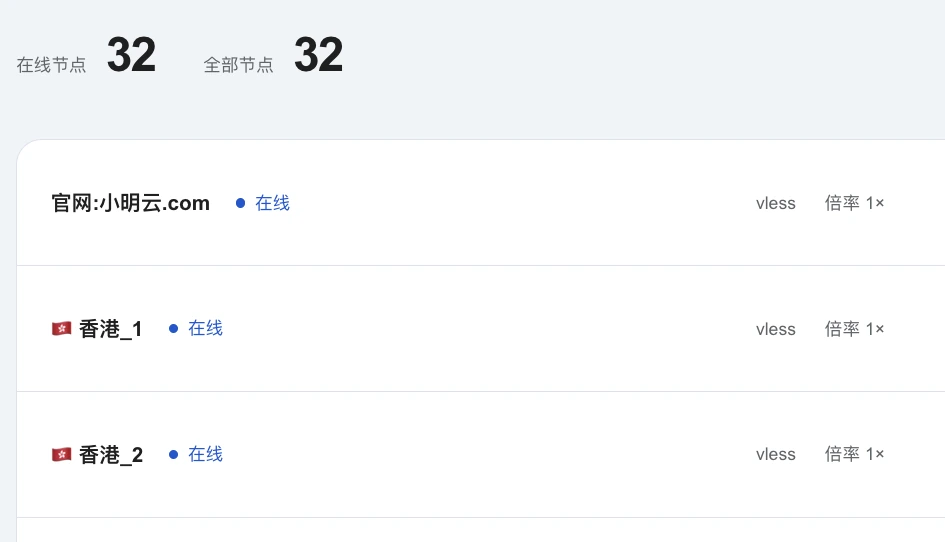 在线节点 32 全部节点 32
官网:小明云.com 在线 vless 倍率 1×
香港_1 在线 vless 倍率 1×
香港_2 在线 vless 倍率 1×